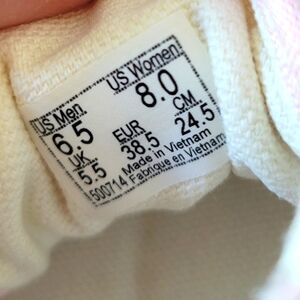 US Men US Women
6.5 8.0
UK EUR CM
5.5 38.5 24.5
500714 Made in Vietnam
Fabrique en Vietnam